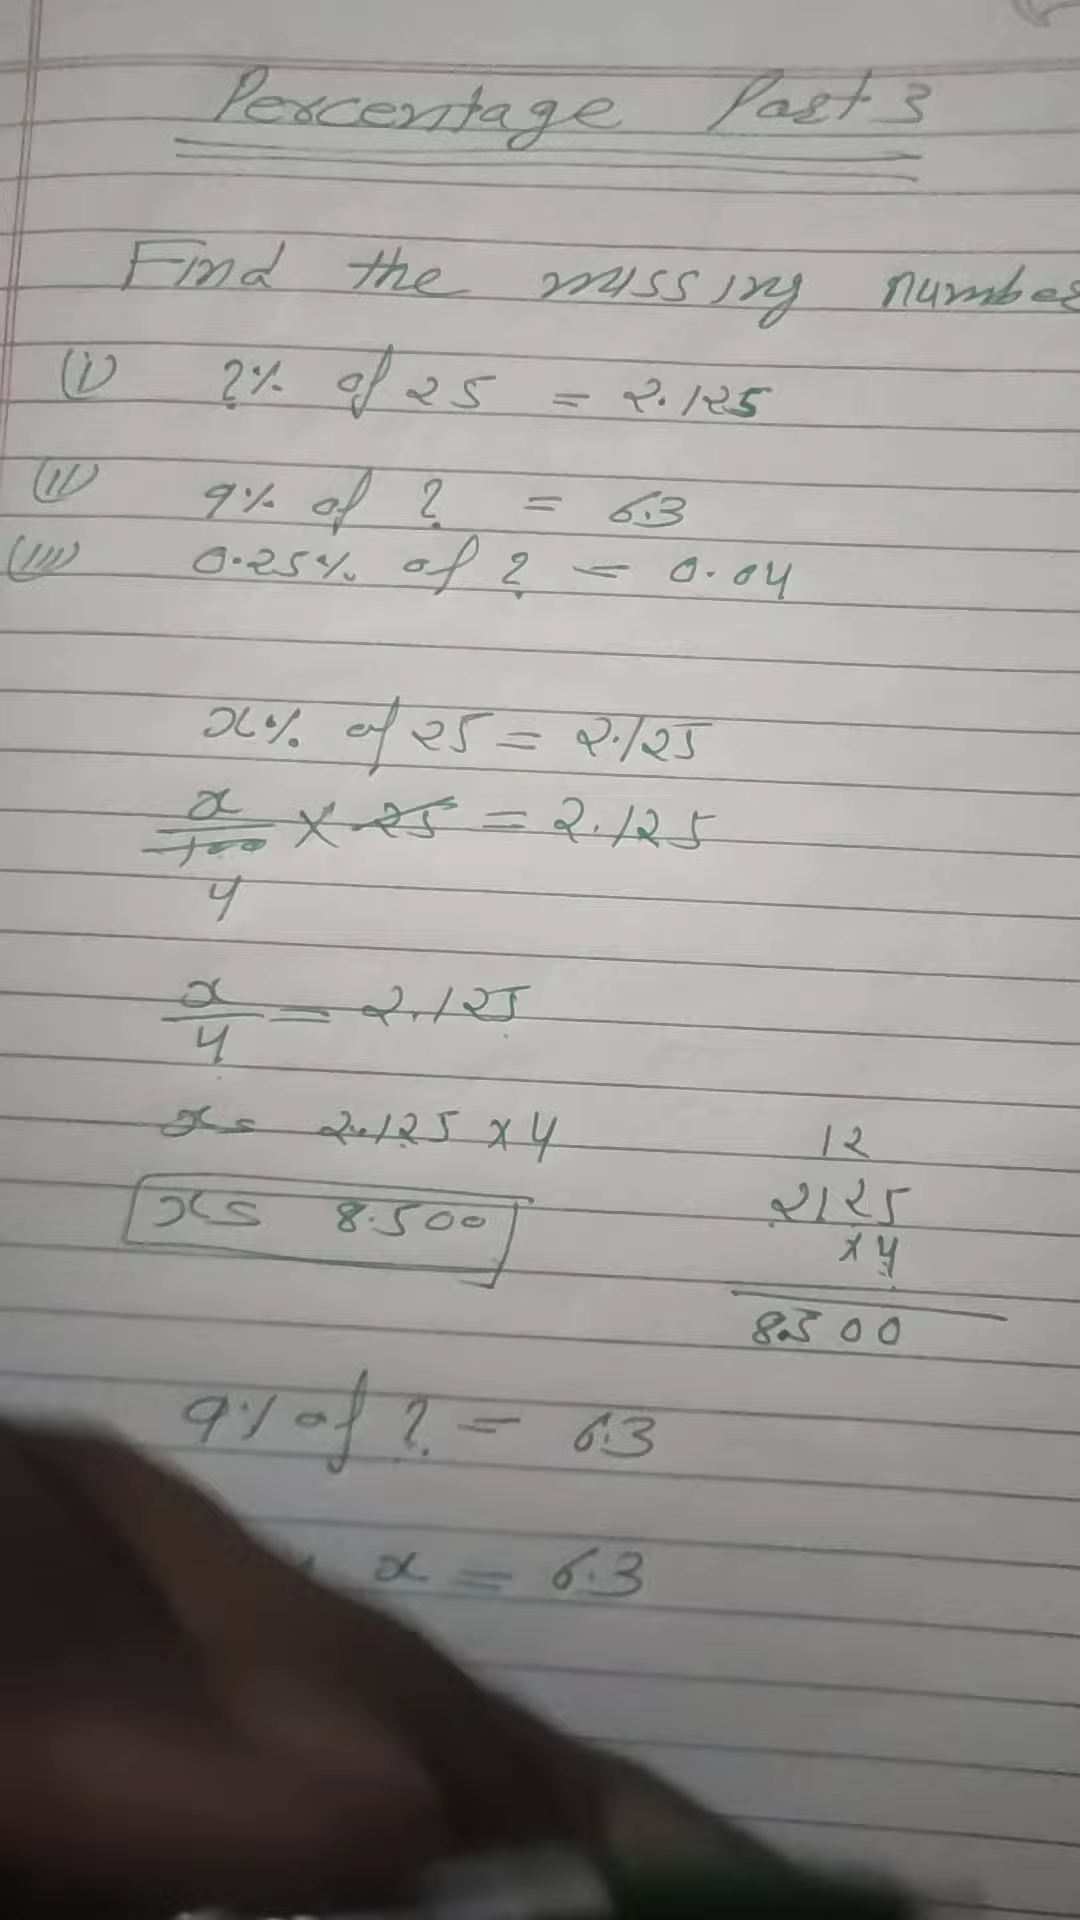 Percentage Part 3
Find the missing number
(i) ?% of 25 = 2.125
(ii) 9% of ? = 6.3
(iii) 0.25% of ? = 0.04
x% of 25 = 2.125
x/100 × 25 = 2.125
4
x/4 = 2.125
x = 2.125 × 4
12
x = 8.500
2125
× 4
8500
9% of ? = 6.3
x = 6.3